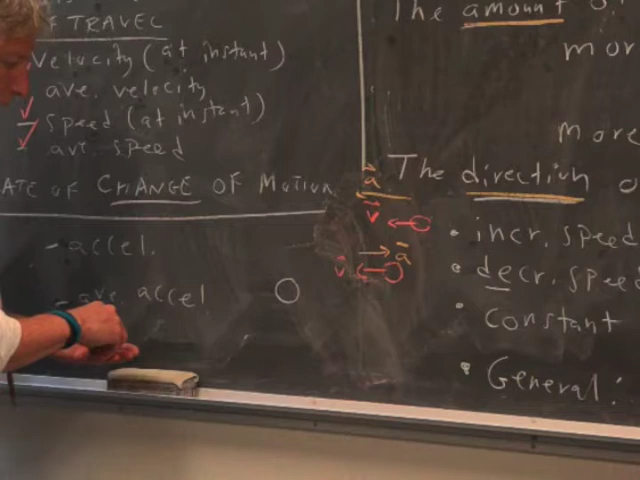 F TRAVEL
velocity (at instant)
ave. velocity
speed (at instant)
ave. speed
ATE OF CHANGE OF MOTION
- accel.
- ave. accel
a
v
a
v
The amount
mor
more
The direction o
• incr. speed
• decr. speed
• constant
• General: